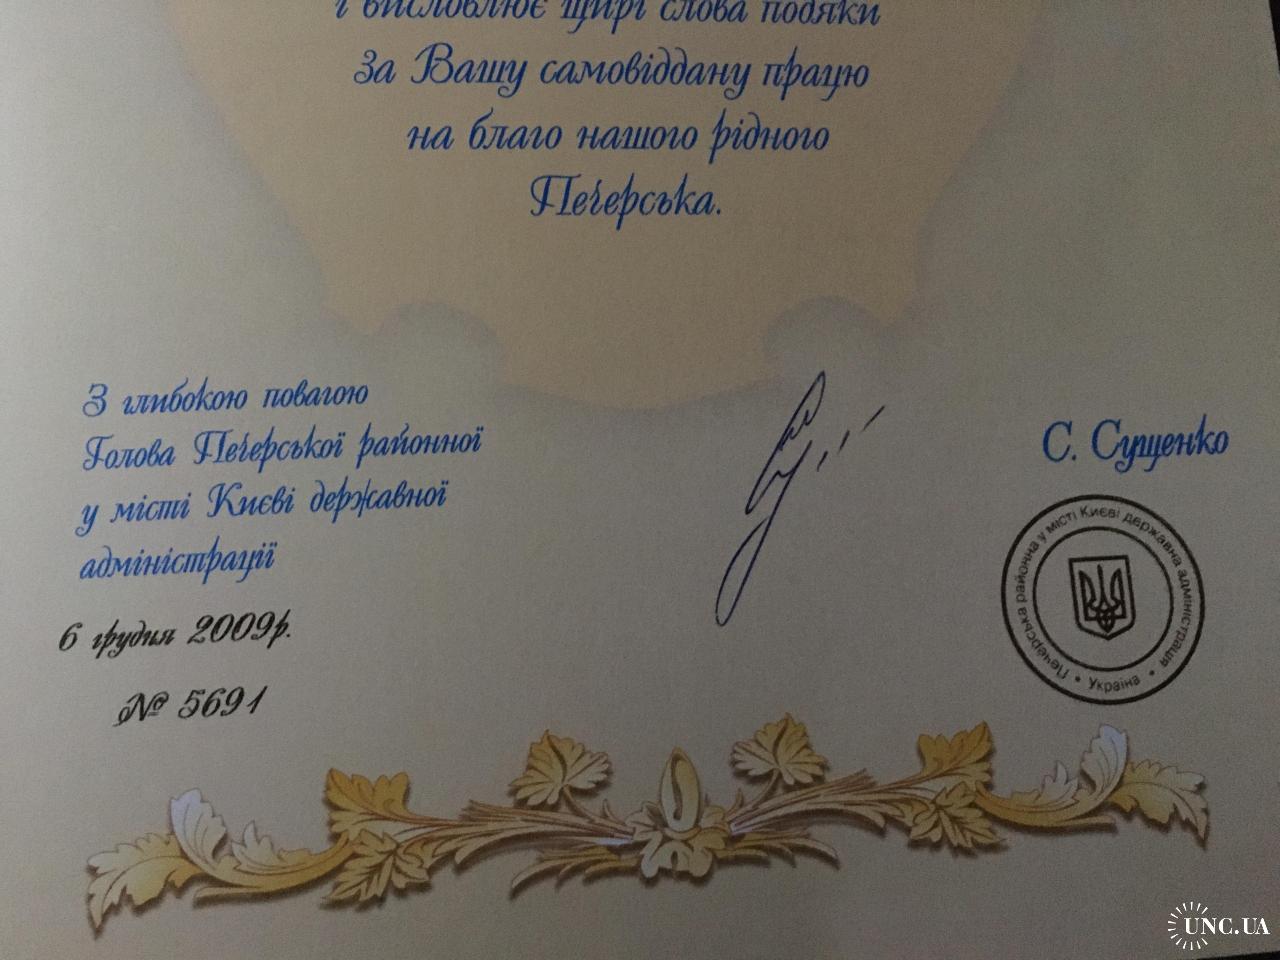 і висловлює щирі слова подяки
за Вашу самовіддану працю
на благо нашого рідного
Печерська.
З глибокою повагою
Голова Печерської районної
у місті Києві державної
адміністрації
С. Сущенко
6 грудня 2009р.
№ 5691
Печерська районна у місті Києві державна адміністрація
• Україна •
UNC.UA